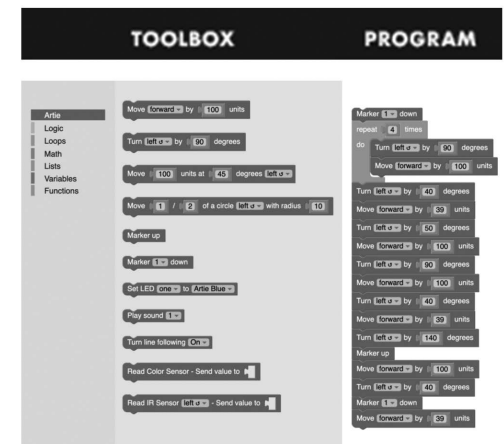 TOOLBOX
PROGRAM
Artie
Logic
Loops
Math
Lists
Variables
Functions
Move forward by 100 units
Turn left ↺ by 90 degrees
Move 100 units at 45 degrees left ↺
Move 1 / 2 of a circle left ↺ with radius 10
Marker up
Marker 1 down
Set LED one to Artie Blue
Play sound 1
Turn line following On
Read Color Sensor - Send value to
Read IR Sensor left ↺ - Send value to
Marker 1 down
repeat 4 times
do Turn left ↺ by 90 degrees
Move forward by 100 units
Turn left ↺ by 40 degrees
Move forward by 39 units
Turn left ↺ by 50 degrees
Move forward by 100 units
Turn left ↺ by 90 degrees
Move forward by 100 units
Turn left ↺ by 40 degrees
Move forward by 39 units
Turn left ↺ by 140 degrees
Marker up
Move forward by 100 units
Turn left ↺ by 40 degrees
Marker 1 down
Move forward by 39 units